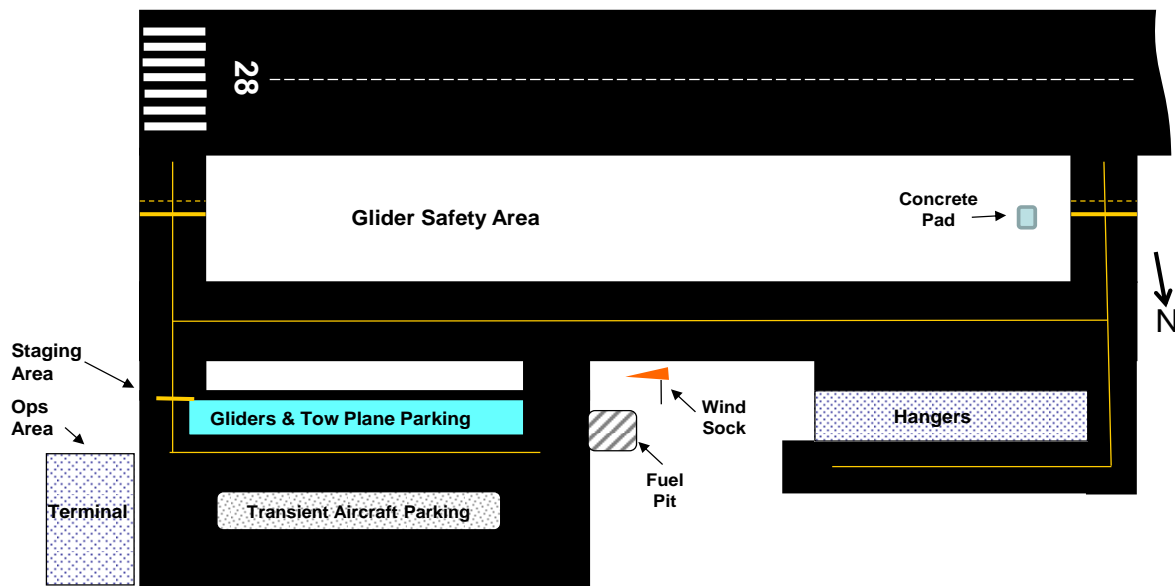 28
Glider Safety Area
Concrete
Pad
N
Staging
Area
Ops
Area
Gliders & Tow Plane Parking
Wind
Sock
Hangers
Fuel
Pit
Terminal
Transient Aircraft Parking